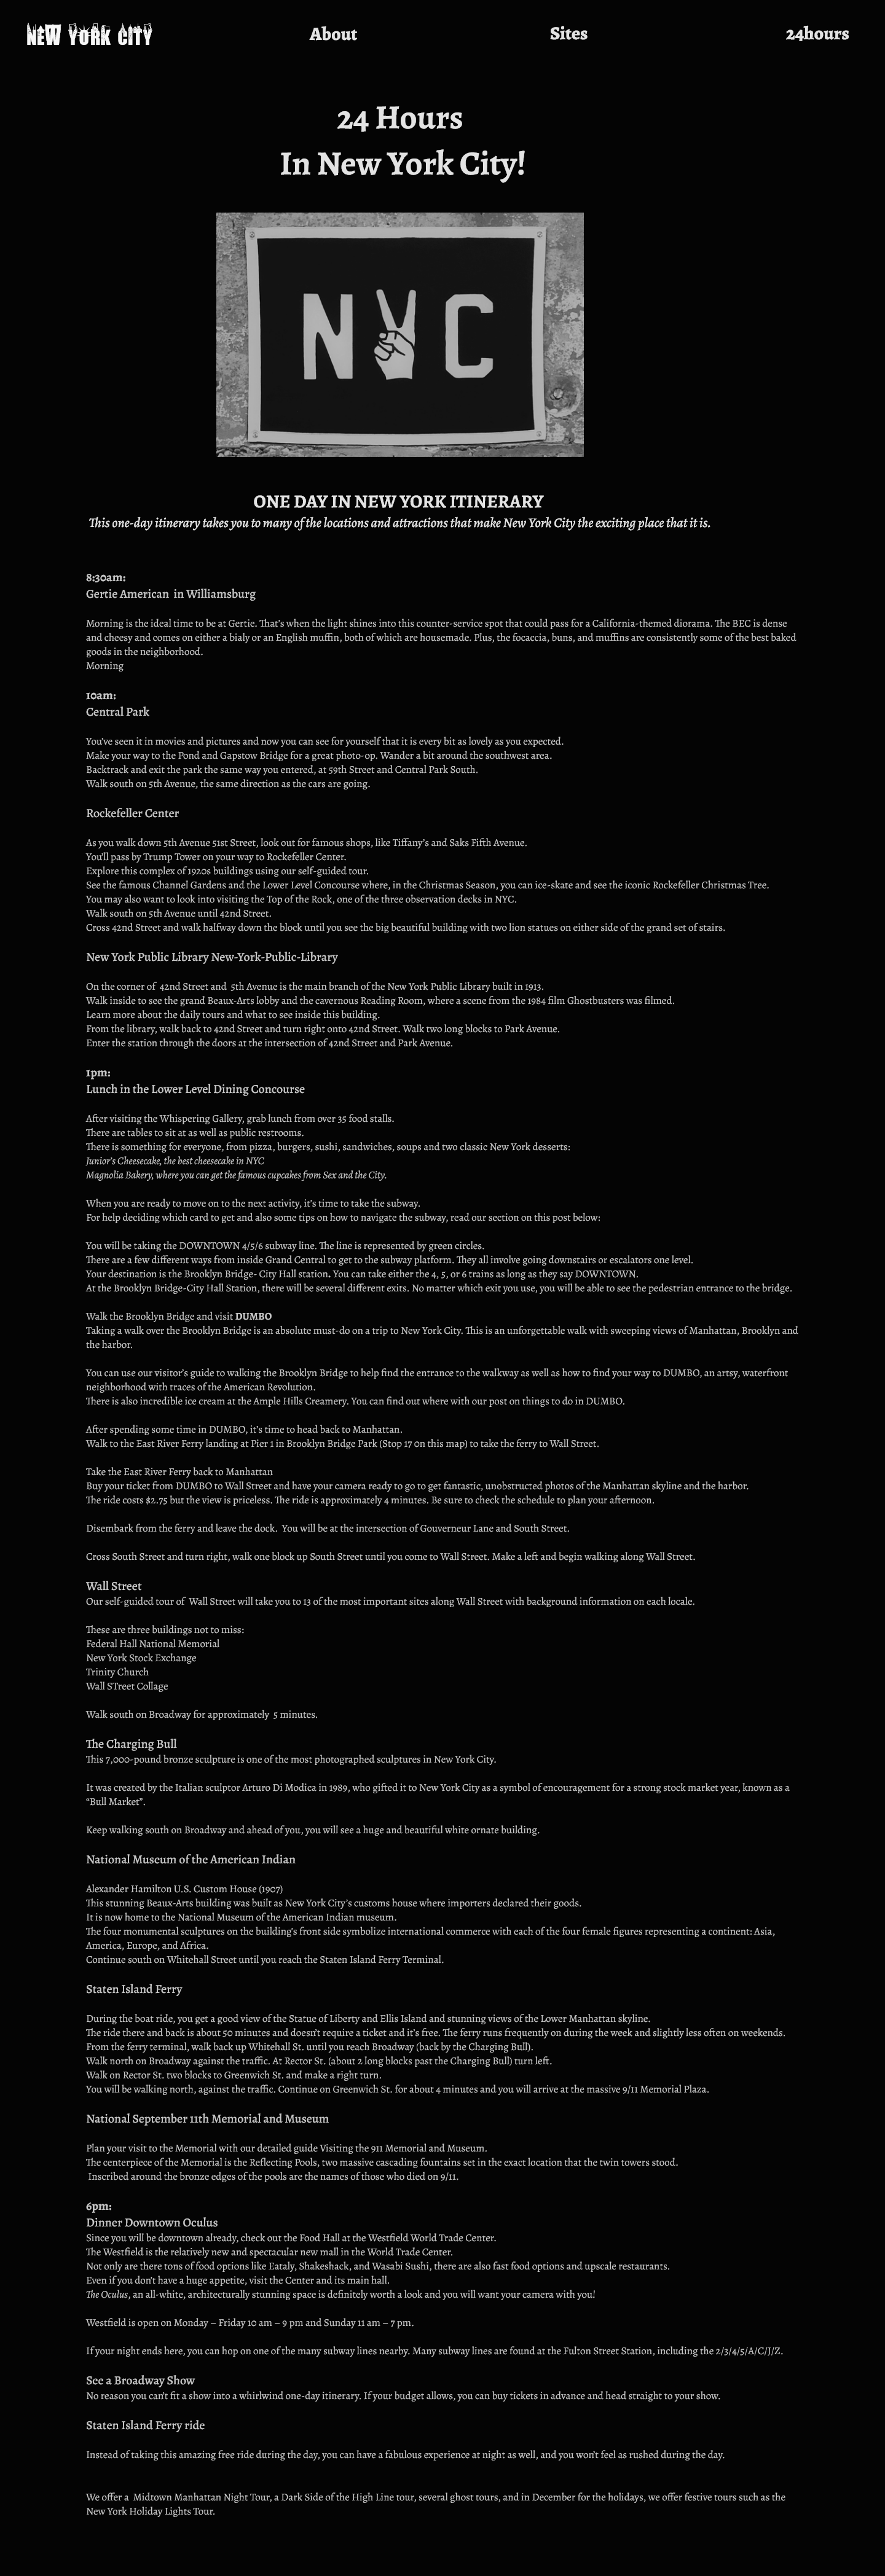 NEW YORK CITY
About
Sites
24hours
24 Hours
In New York City!
N C
ONE DAY IN NEW YORK ITINERARY
This one-day itinerary takes you to many of the locations and attractions that make New York City the exciting place that it is.
8:30am:
Gertie American in Williamsburg
Morning is the ideal time to be at Gertie. That’s when the light shines into this counter-service spot that could pass for a California-themed diorama. The BEC is dense
and cheesy and comes on either a bialy or an English muffin, both of which are housemade. Plus, the focaccia, buns, and muffins are consistently some of the best baked
goods in the neighborhood.
Morning
10am:
Central Park
You’ve seen it in movies and pictures and now you can see for yourself that it is every bit as lovely as you expected.
Make your way to the Pond and Gapstow Bridge for a great photo-op. Wander a bit around the southwest area.
Backtrack and exit the park the same way you entered, at 59th Street and Central Park South.
Walk south on 5th Avenue, the same direction as the cars are going.
Rockefeller Center
As you walk down 5th Avenue 51st Street, look out for famous shops, like Tiffany’s and Saks Fifth Avenue.
You’ll pass by Trump Tower on your way to Rockefeller Center.
Explore this complex of 1920s buildings using our self-guided tour.
See the famous Channel Gardens and the Lower Level Concourse where, in the Christmas Season, you can ice-skate and see the iconic Rockefeller Christmas Tree.
You may also want to look into visiting the Top of the Rock, one of the three observation decks in NYC.
Walk south on 5th Avenue until 42nd Street.
Cross 42nd Street and walk halfway down the block until you see the big beautiful building with two lion statues on either side of the grand set of stairs.
New York Public Library New-York-Public-Library
On the corner of 42nd Street and 5th Avenue is the main branch of the New York Public Library built in 1913.
Walk inside to see the grand Beaux-Arts lobby and the cavernous Reading Room, where a scene from the 1984 film Ghostbusters was filmed.
Learn more about the daily tours and what to see inside this building.
From the library, walk back to 42nd Street and turn right onto 42nd Street. Walk two long blocks to Park Avenue.
Enter the station through the doors at the intersection of 42nd Street and Park Avenue.
1pm:
Lunch in the Lower Level Dining Concourse
After visiting the Whispering Gallery, grab lunch from over 35 food stalls.
There are tables to sit at as well as public restrooms.
There is something for everyone, from pizza, burgers, sushi, sandwiches, soups and two classic New York desserts:
Junior’s Cheesecake, the best cheesecake in NYC
Magnolia Bakery, where you can get the famous cupcakes from Sex and the City.
When you are ready to move on to the next activity, it’s time to take the subway.
For help deciding which card to get and also some tips on how to navigate the subway, read our section on this post below:
You will be taking the DOWNTOWN 4/5/6 subway line. The line is represented by green circles.
There are a few different ways from inside Grand Central to get to the subway platform. They all involve going downstairs or escalators one level.
Your destination is the Brooklyn Bridge- City Hall station. You can take either the 4, 5, or 6 trains as long as they say DOWNTOWN.
At the Brooklyn Bridge-City Hall Station, there will be several different exits. No matter which exit you use, you will be able to see the pedestrian entrance to the bridge.
Walk the Brooklyn Bridge and visit DUMBO
Taking a walk over the Brooklyn Bridge is an absolute must-do on a trip to New York City. This is an unforgettable walk with sweeping views of Manhattan, Brooklyn and
the harbor.
You can use our visitor’s guide to walking the Brooklyn Bridge to help find the entrance to the walkway as well as how to find your way to DUMBO, an artsy, waterfront
neighborhood with traces of the American Revolution.
There is also incredible ice cream at the Ample Hills Creamery. You can find out where with our post on things to do in DUMBO.
After spending some time in DUMBO, it’s time to head back to Manhattan.
Walk to the East River Ferry landing at Pier 1 in Brooklyn Bridge Park (Stop 17 0n this map) to take the ferry to Wall Street.
Take the East River Ferry back to Manhattan
Buy your ticket from DUMBO to Wall Street and have your camera ready to go to get fantastic, unobstructed photos of the Manhattan skyline and the harbor.
The ride costs $2.75 but the view is priceless. The ride is approximately 4 minutes. Be sure to check the schedule to plan your afternoon.
Disembark from the ferry and leave the dock. You will be at the intersection of Gouverneur Lane and South Street.
Cross South Street and turn right, walk one block up South Street until you come to Wall Street. Make a left and begin walking along Wall Street.
Wall Street
Our self-guided tour of Wall Street will take you to 13 of the most important sites along Wall Street with background information on each locale.
These are three buildings not to miss:
Federal Hall National Memorial
New York Stock Exchange
Trinity Church
Wall STreet Collage
Walk south on Broadway for approximately 5 minutes.
The Charging Bull
This 7,000-pound bronze sculpture is one of the most photographed sculptures in New York City.
It was created by the Italian sculptor Arturo Di Modica in 1989, who gifted it to New York City as a symbol of encouragement for a strong stock market year, known as a
“Bull Market”.
Keep walking south on Broadway and ahead of you, you will see a huge and beautiful white ornate building.
National Museum of the American Indian
Alexander Hamilton U.S. Custom House (1907)
This stunning Beaux-Arts building was built as New York City’s customs house where importers declared their goods.
It is now home to the National Museum of the American Indian museum.
The four monumental sculptures on the building’s front side symbolize international commerce with each of the four female figures representing a continent: Asia,
America, Europe, and Africa.
Continue south on Whitehall Street until you reach the Staten Island Ferry Terminal.
Staten Island Ferry
During the boat ride, you get a good view of the Statue of Liberty and Ellis Island and stunning views of the Lower Manhattan skyline.
The ride there and back is about 50 minutes and doesn’t require a ticket and it’s free. The ferry runs frequently on during the week and slightly less often on weekends.
From the ferry terminal, walk back up Whitehall St. until you reach Broadway (back by the Charging Bull).
Walk north on Broadway against the traffic. At Rector St. (about 2 long blocks past the Charging Bull) turn left.
Walk on Rector St. two blocks to Greenwich St. and make a right turn.
You will be walking north, against the traffic. Continue on Greenwich St. for about 4 minutes and you will arrive at the massive 9/11 Memorial Plaza.
National September 11th Memorial and Museum
Plan your visit to the Memorial with our detailed guide Visiting the 911 Memorial and Museum.
The centerpiece of the Memorial is the Reflecting Pools, two massive cascading fountains set in the exact location that the twin towers stood.
Inscribed around the bronze edges of the pools are the names of those who died on 9/11.
6pm:
Dinner Downtown Oculus
Since you will be downtown already, check out the Food Hall at the Westfield World Trade Center.
The Westfield is the relatively new and spectacular new mall in the World Trade Center.
Not only are there tons of food options like Eataly, Shakeshack, and Wasabi Sushi, there are also fast food options and upscale restaurants.
Even if you don’t have a huge appetite, visit the Center and its main hall.
The Oculus, an all-white, architecturally stunning space is definitely worth a look and you will want your camera with you!
Westfield is open on Monday – Friday 10 am – 9 pm and Sunday 11 am – 7 pm.
If your night ends here, you can hop on one of the many subway lines nearby. Many subway lines are found at the Fulton Street Station, including the 2/3/4/5/A/C/J/Z.
See a Broadway Show
No reason you can’t fit a show into a whirlwind one-day itinerary. If your budget allows, you can buy tickets in advance and head straight to your show.
Staten Island Ferry ride
Instead of taking this amazing free ride during the day, you can have a fabulous experience at night as well, and you won’t feel as rushed during the day.
We offer a Midtown Manhattan Night Tour, a Dark Side of the High Line tour, several ghost tours, and in December for the holidays, we offer festive tours such as the
New York Holiday Lights Tour.